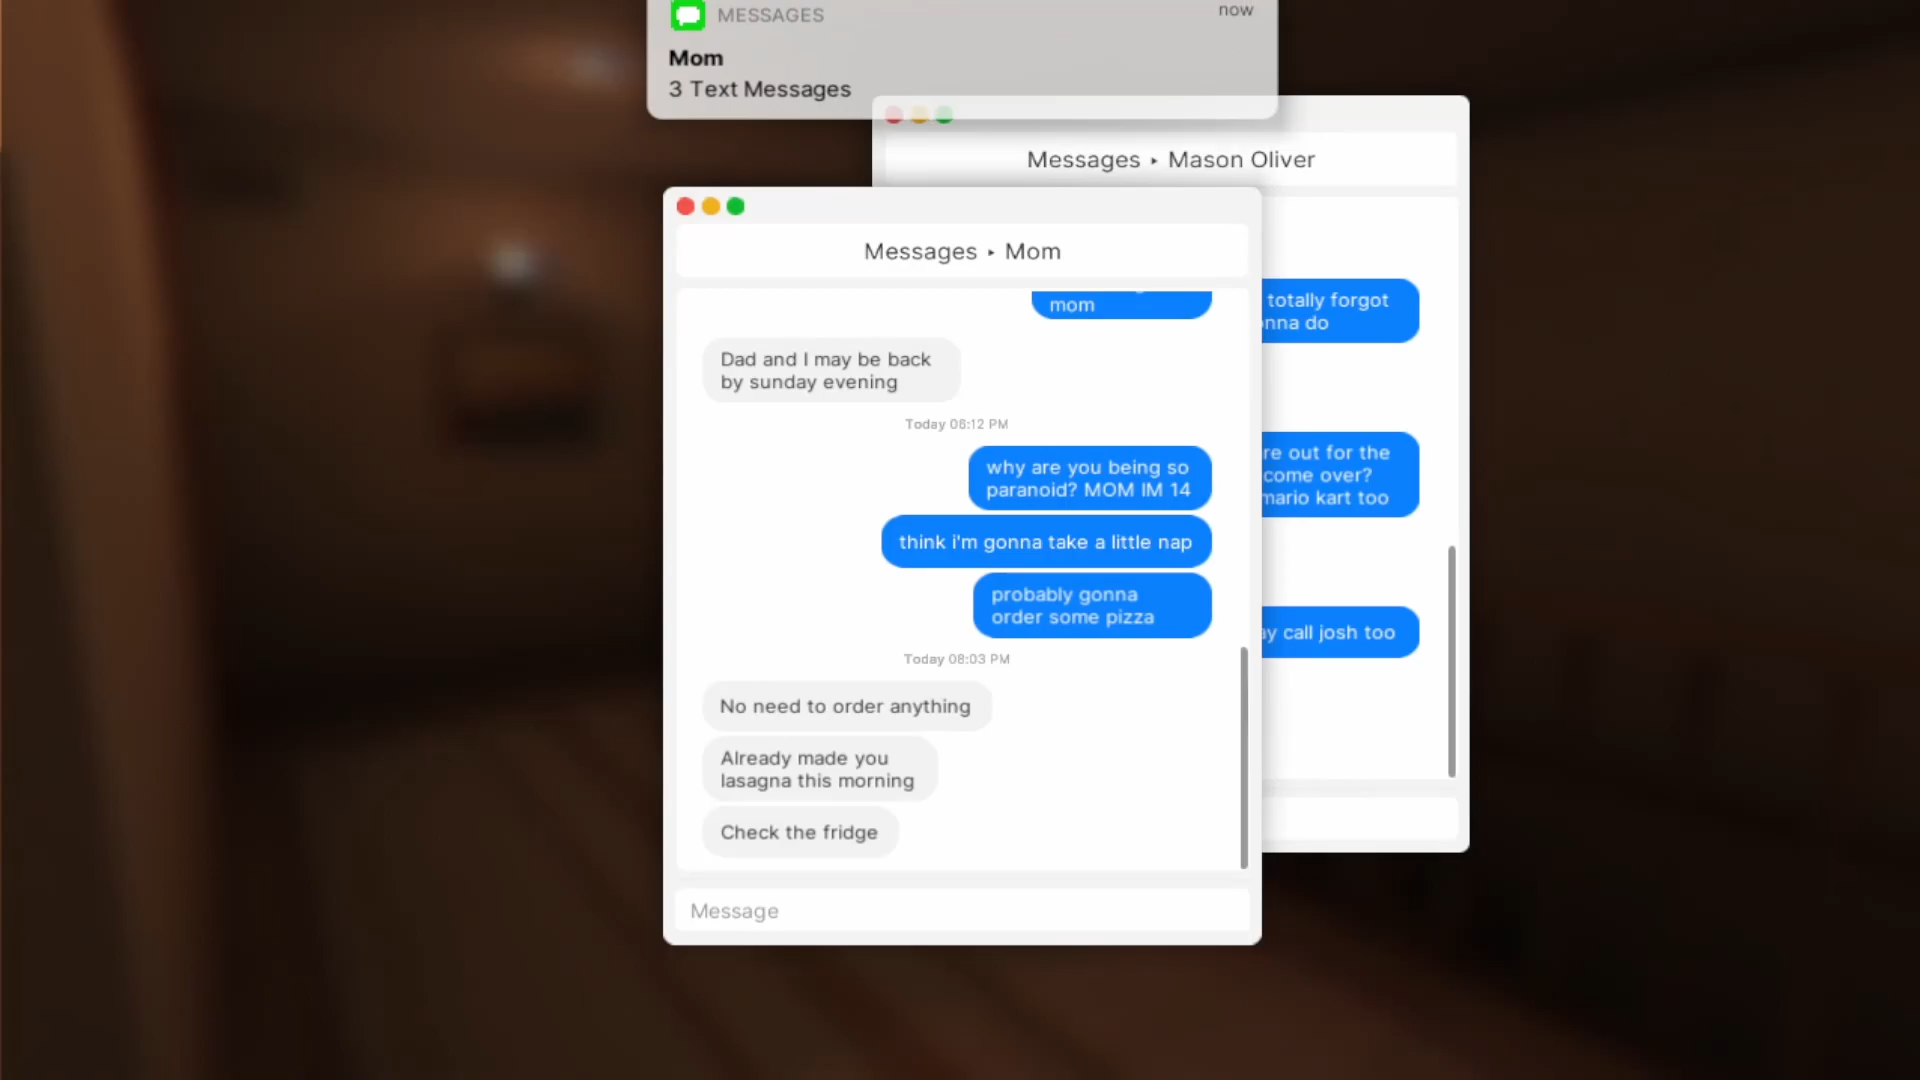 MESSAGES
now
Mom
3 Text Messages
Messages ▸ Mason Oliver
totally forgot
do
re out for the
come over?
mario kart too
call josh too
Messages ▸ Mom
mom
Dad and I may be back
by sunday evening
Today 06:12 PM
why are you being so
paranoid? MOM IM 14
think i'm gonna take a little nap
probably gonna
order some pizza
Today 08:03 PM
No need to order anything
Already made you
lasagna this morning
Check the fridge
Message